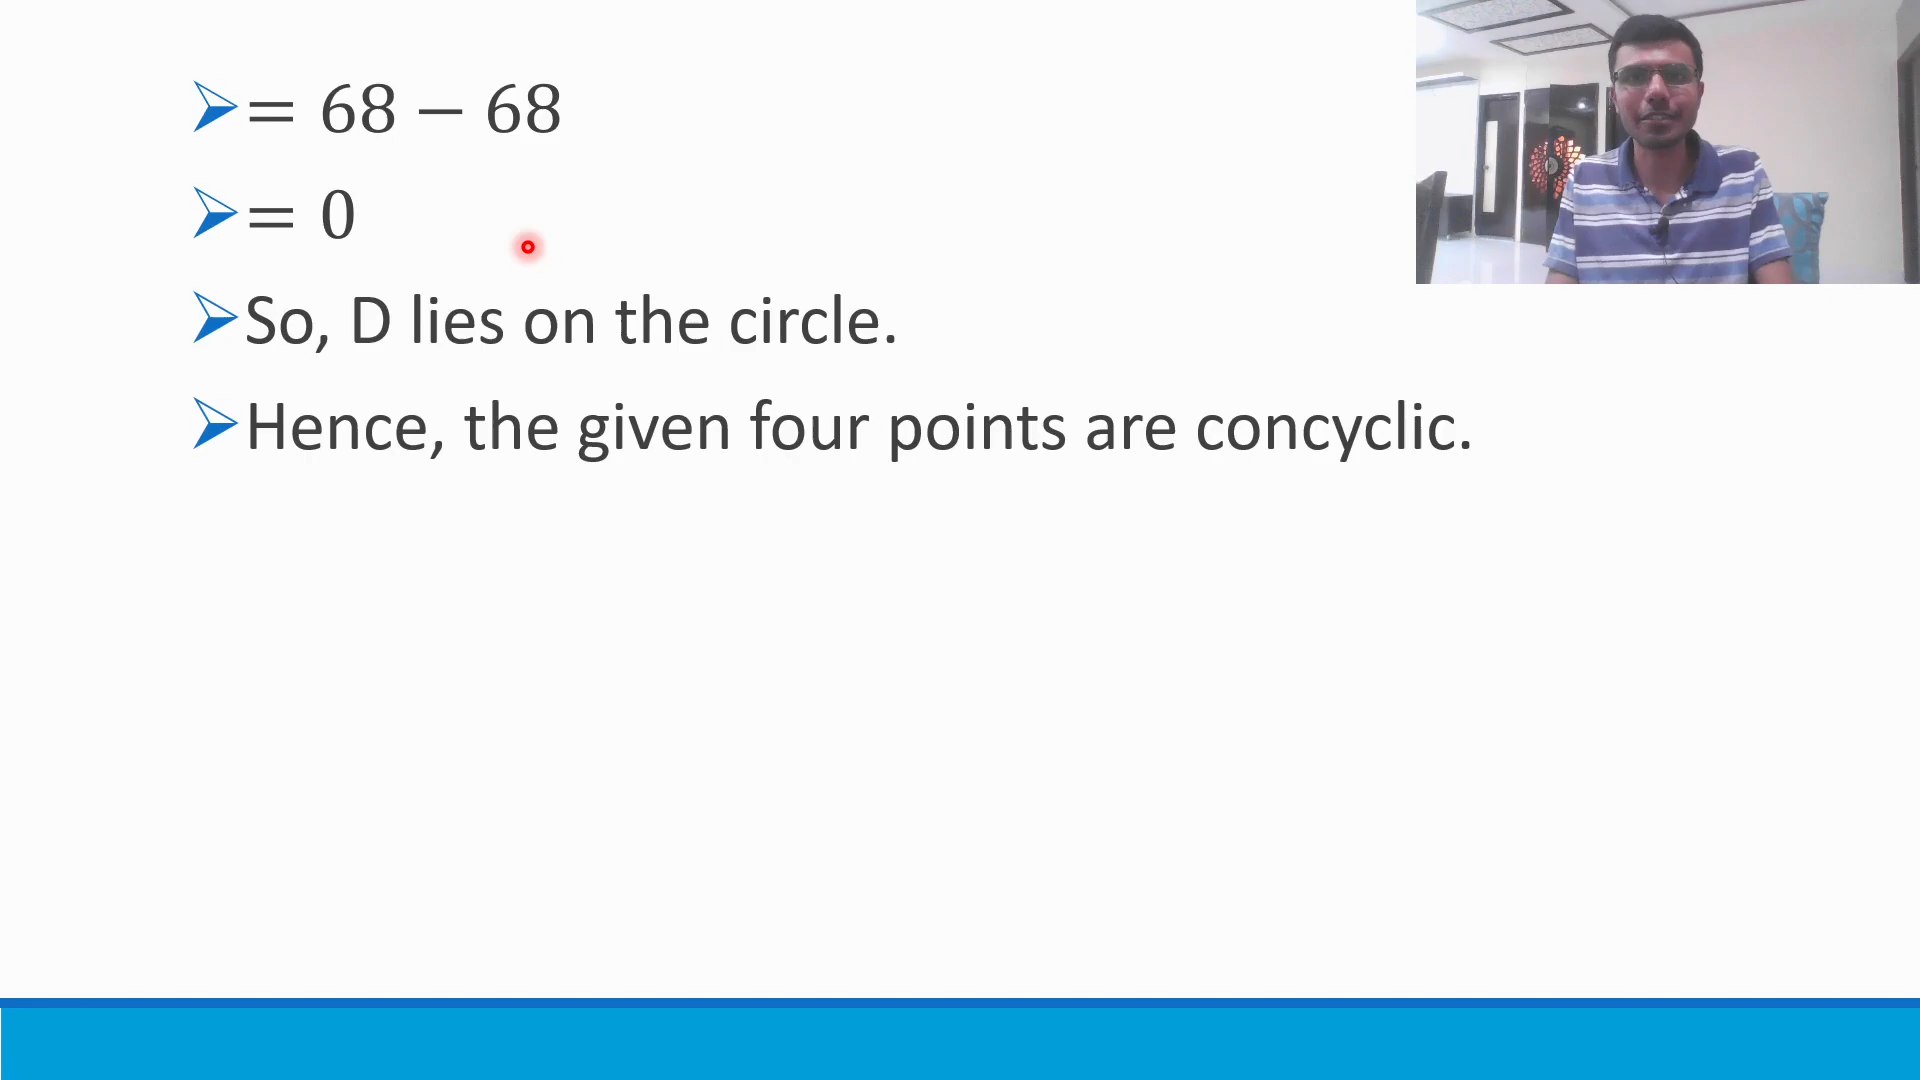 = 68 − 68
= 0
So, D lies on the circle.
Hence, the given four points are concyclic.